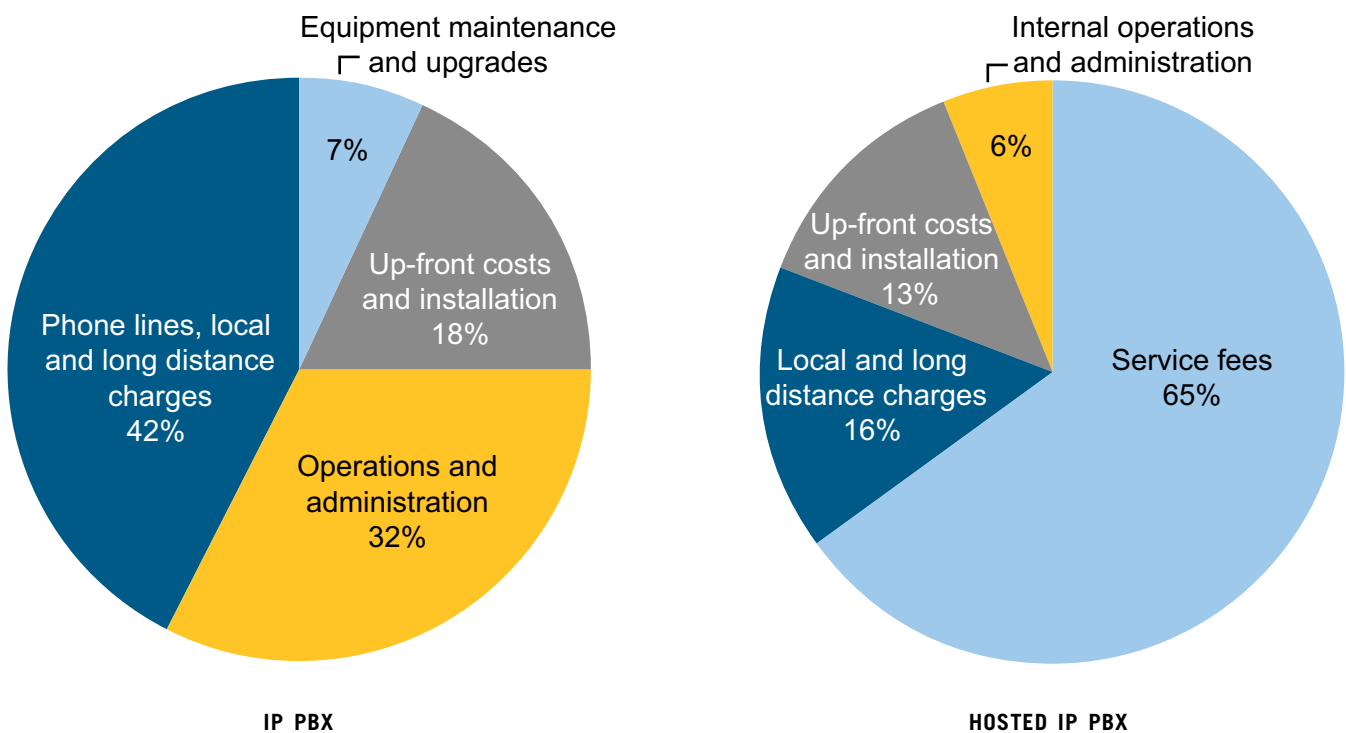 Equipment maintenance
and upgrades
7%
Up-front costs
and installation
18%
Phone lines, local
and long distance
charges
42%
Operations and
administration
32%
IP PBX
Internal operations
and administration
6%
Up-front costs
and installation
13%
Local and long
distance charges
16%
Service fees
65%
HOSTED IP PBX